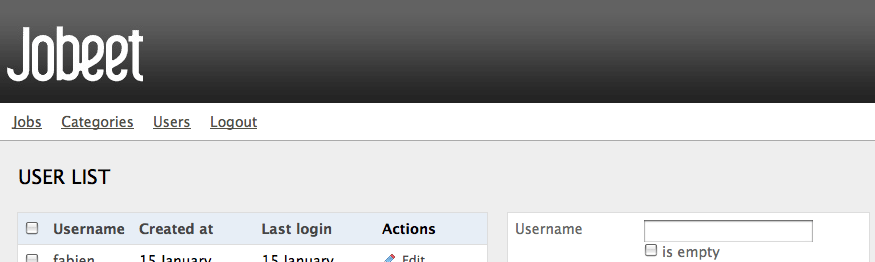 Jobeet
Jobs Categories Users Logout
USER LIST
Username Created at Last login Actions
fabien 15 January 15 January Edit
Username
is empty